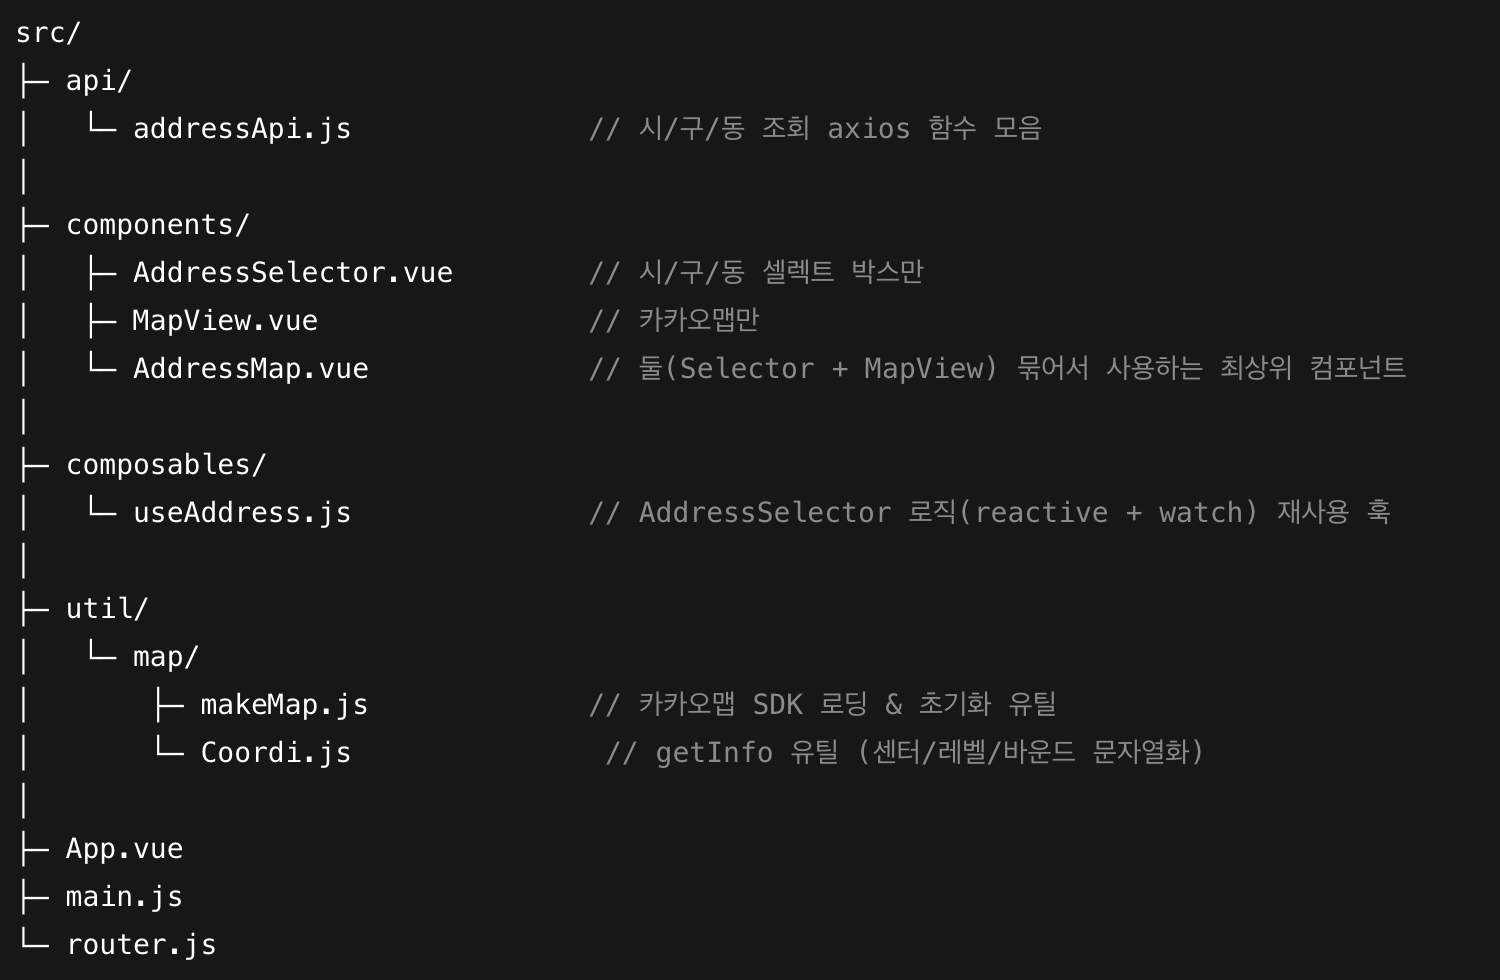 src/
├─ api/
│   └─ addressApi.js              // 시/구/동 조회 axios 함수 모음
│
├─ components/
│   ├─ AddressSelector.vue        // 시/구/동 셀렉트 박스만
│   ├─ MapView.vue                // 카카오맵만
│   └─ AddressMap.vue             // 둘(Selector + MapView) 묶어서 사용하는 최상위 컴포넌트
│
├─ composables/
│   └─ useAddress.js              // AddressSelector 로직(reactive + watch) 재사용 훅
│
├─ util/
│   └─ map/
│       ├─ makeMap.js             // 카카오맵 SDK 로딩 & 초기화 유틸
│       └─ Coordi.js               // getInfo 유틸 (센터/레벨/바운드 문자열화)
│
├─ App.vue
├─ main.js
└─ router.js